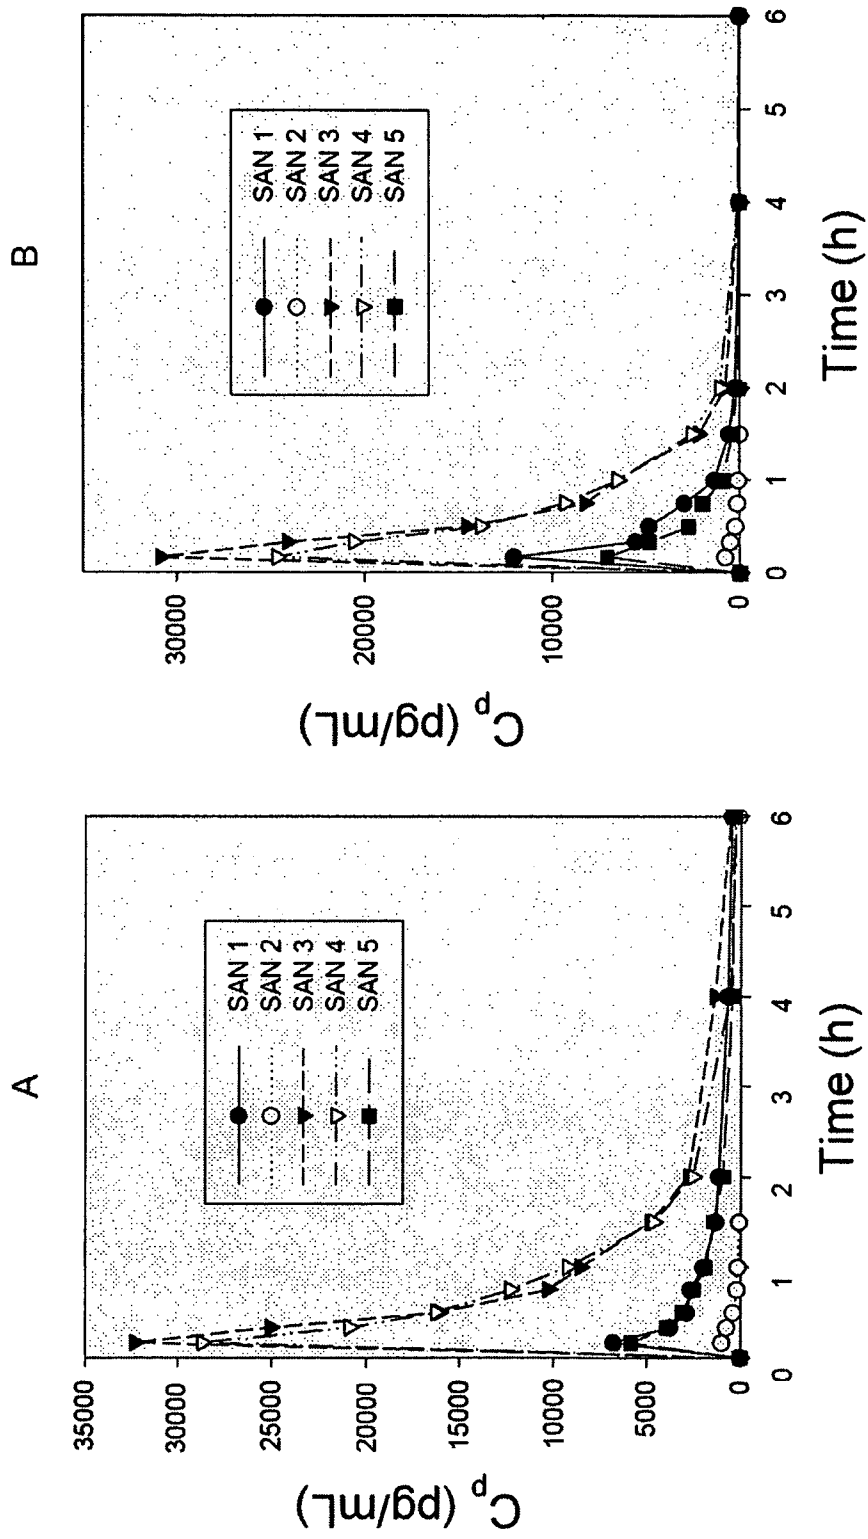 A
Cp (pg/mL)
35000
30000
25000
20000
15000
10000
5000
0
SAN 1
SAN 2
SAN 3
SAN 4
SAN 5
0
1
2
3
4
5
6
Time (h)
B
Cp (pg/mL)
30000
20000
10000
0
SAN 1
SAN 2
SAN 3
SAN 4
SAN 5
0
1
2
3
4
5
6
Time (h)